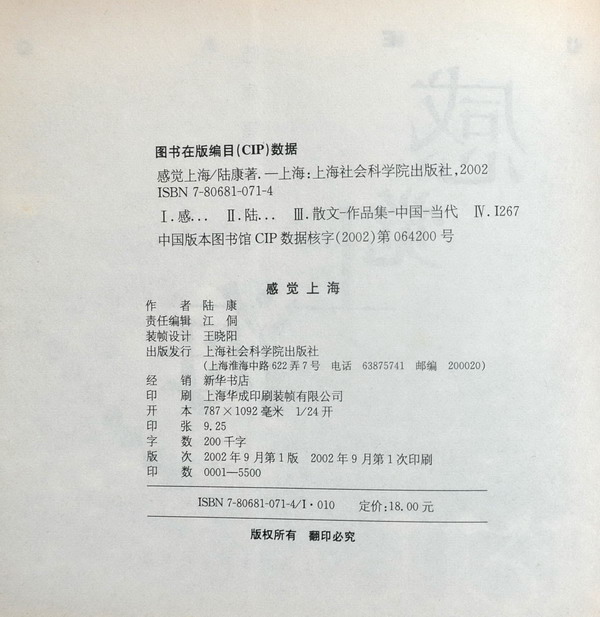 图书在版编目(CIP)数据
感觉上海/陆康著.—上海:上海社会科学院出版社,2002
ISBN 7-80681-071-4
Ⅰ.感... Ⅱ.陆... Ⅲ.散文-作品集-中国-当代 Ⅳ.I267
中国版本图书馆 CIP 数据核字(2002)第 064200 号
感觉上海
作 者 陆 康
责任编辑 江 侗
装帧设计 王晓阳
出版发行 上海社会科学院出版社
(上海淮海中路 622 弄 7 号 电话 63875741 邮编 200020)
经 销 新华书店
印 刷 上海华成印刷装帧有限公司
开 本 787×1092 毫米 1/24 开
印 张 9.25
字 数 200 千字
版 次 2002 年 9 月第 1 版 2002 年 9 月第 1 次印刷
印 数 0001—5500
ISBN 7-80681-071-4/I·010 定价:18.00 元
版权所有 翻印必究